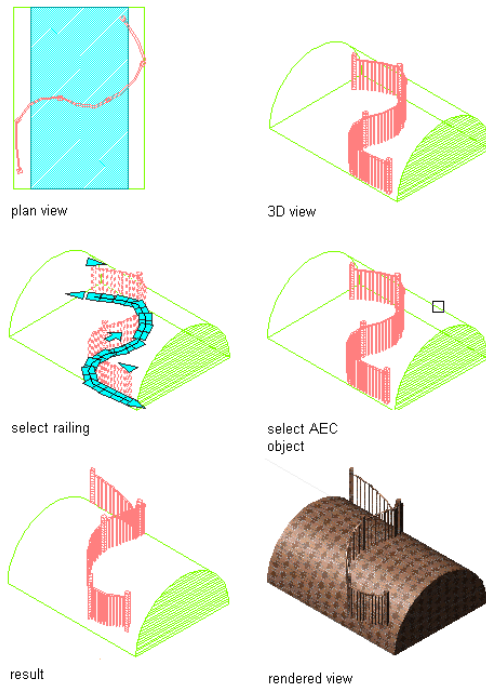 plan view
3D view
select railing
select AEC
object
result
rendered view